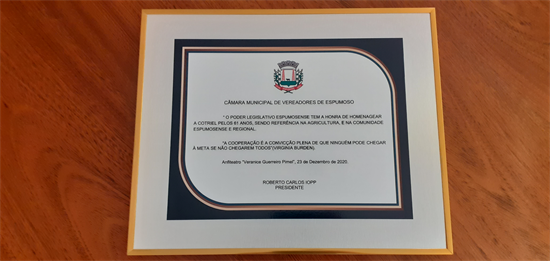 CÂMARA MUNICIPAL DE VEREADORES DE ESPUMOSO
" O PODER LEGISLATIVO ESPUMOSENSE TEM A HONRA DE HOMENAGEAR
A COTRIEL PELOS 61 ANOS, SENDO REFERÊNCIA NA AGRICULTURA, E NA COMUNIDADE
ESPUMOSENSE E REGIONAL.
"A COOPERAÇÃO É A CONVICÇÃO PLENA DE QUE NINGUÉM PODE CHEGAR
À META SE NÃO CHEGAREM TODOS"(VIRGÍNIA BURDEN).
Anfiteatro "Veranice Guerreiro Pimel", 23 de Dezembro de 2020.
ROBERTO CARLOS IOPP
PRESIDENTE